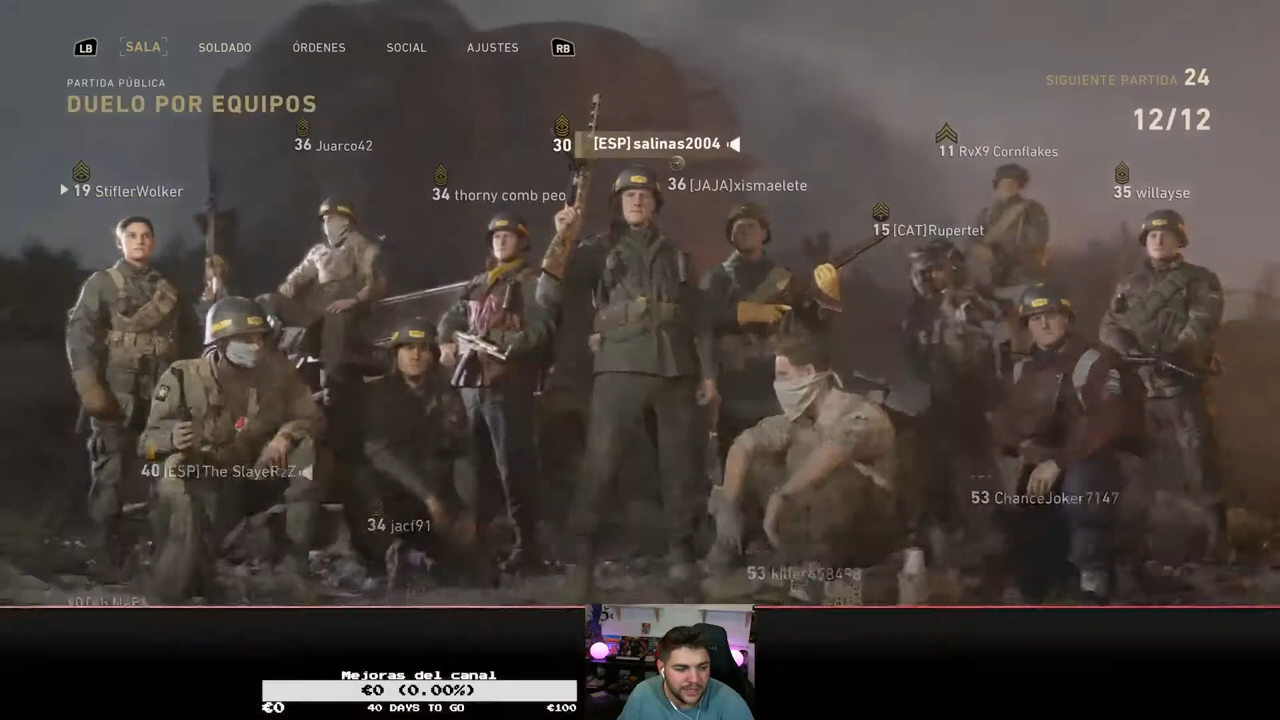 LB SALA SOLDADO ÓRDENES SOCIAL AJUSTES RB
PARTIDA PÚBLICA
DUELO POR EQUIPOS
SIGUIENTE PARTIDA 24
12/12
36 Juarco42
30 [ESP]salinas2004
11 RvX9 Cornflakes
19 StiflerWolker
34 thorny comb peo
36 [JAJA]xismaelete
35 willayse
15 [CAT]Rupertet
40 [ESP]The SlayeRzZ
53 ChanceJoker7147
34 jacf91
53
Mejoras del canal
€0 (0.00%)
€0 40 DAYS TO GO €100